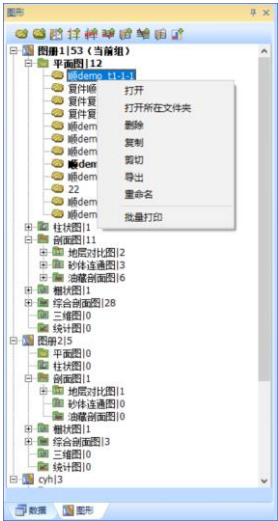 图形
图册1|53（当前组）
平面图|12
顺demo_t1-1-1
复件顺
复件复
复件复
顺dem
顺dem
顺dem
顺dem
22
顺dem
顺dem
打开
打开所在文件夹
删除
复制
剪切
导出
重命名
批量打印
柱状图|1
剖面图|11
地层对比图|2
砂体连通图|3
油藏剖面图|6
栅状图|1
综合剖面图|28
三维图|0
统计图|0
图册2|5
平面图|0
柱状图|0
剖面图|1
地层对比图|1
砂体连通图|0
油藏剖面图|0
栅状图|1
综合剖面图|3
三维图|0
统计图|0
cyh|3
数据
图形